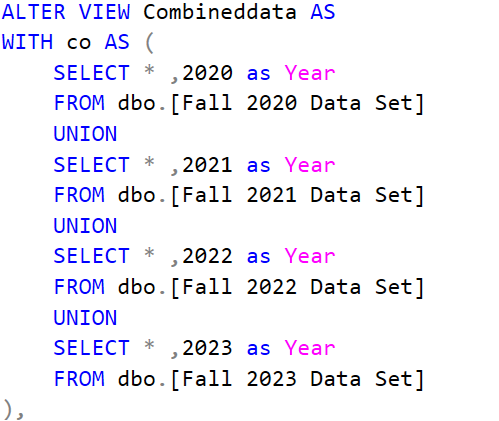 ALTER VIEW Combineddata AS
WITH co AS (
SELECT * ,2020 as Year
FROM dbo.[Fall 2020 Data Set]
UNION
SELECT * ,2021 as Year
FROM dbo.[Fall 2021 Data Set]
UNION
SELECT * ,2022 as Year
FROM dbo.[Fall 2022 Data Set]
UNION
SELECT * ,2023 as Year
FROM dbo.[Fall 2023 Data Set]
),